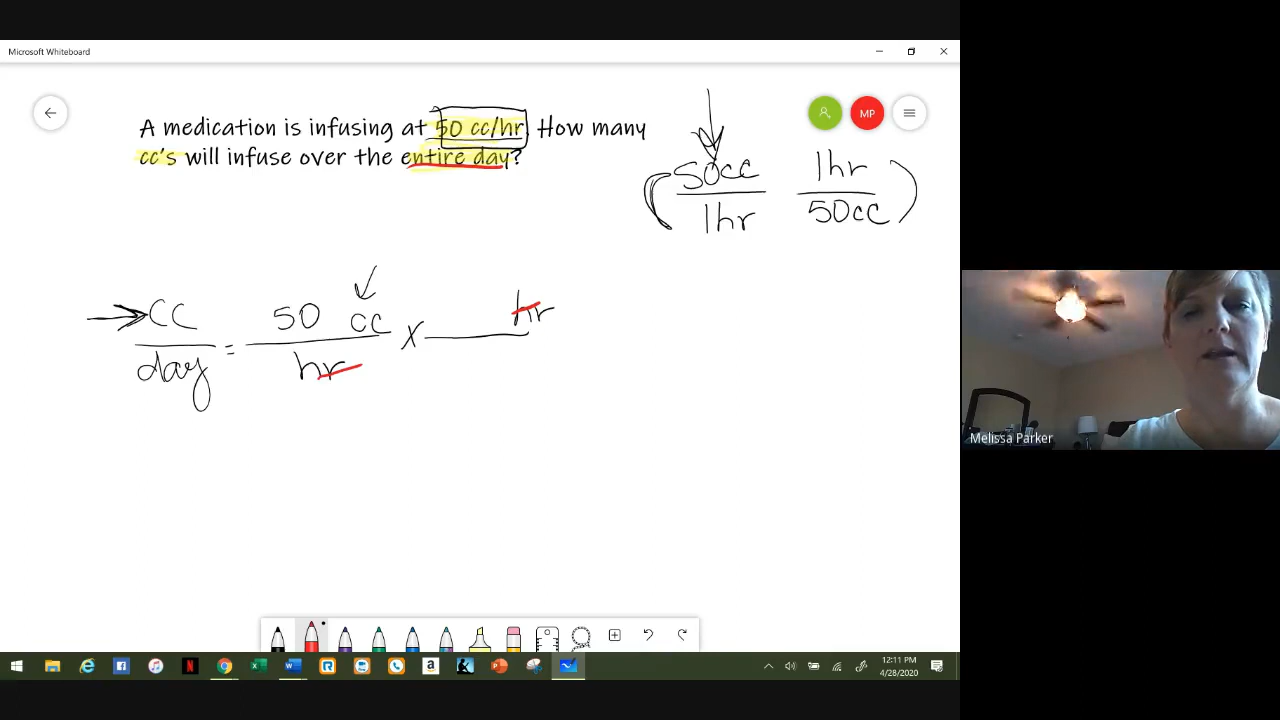 Microsoft Whiteboard
A medication is infusing at 50 cc/hr. How many
cc's will infuse over the entire day?
MP
50cc 1hr
1hr 50cc
cc = 50 cc x hr
day hr
Melissa Parker
12:11 PM
4/28/2020